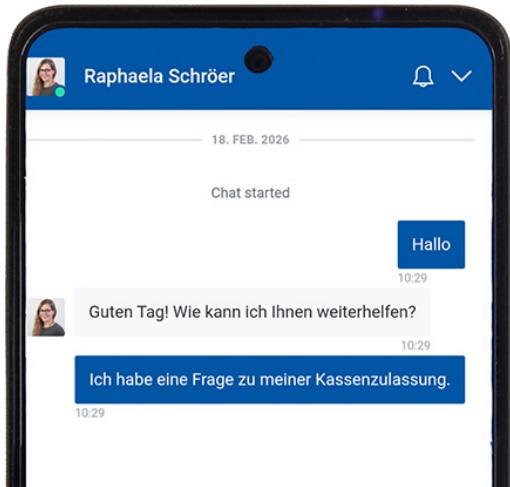 Raphaela Schröer
18. FEB. 2026
Chat started
Hallo
10:29
Guten Tag! Wie kann ich Ihnen weiterhelfen?
10:29
Ich habe eine Frage zu meiner Kassenzulassung.
10:29